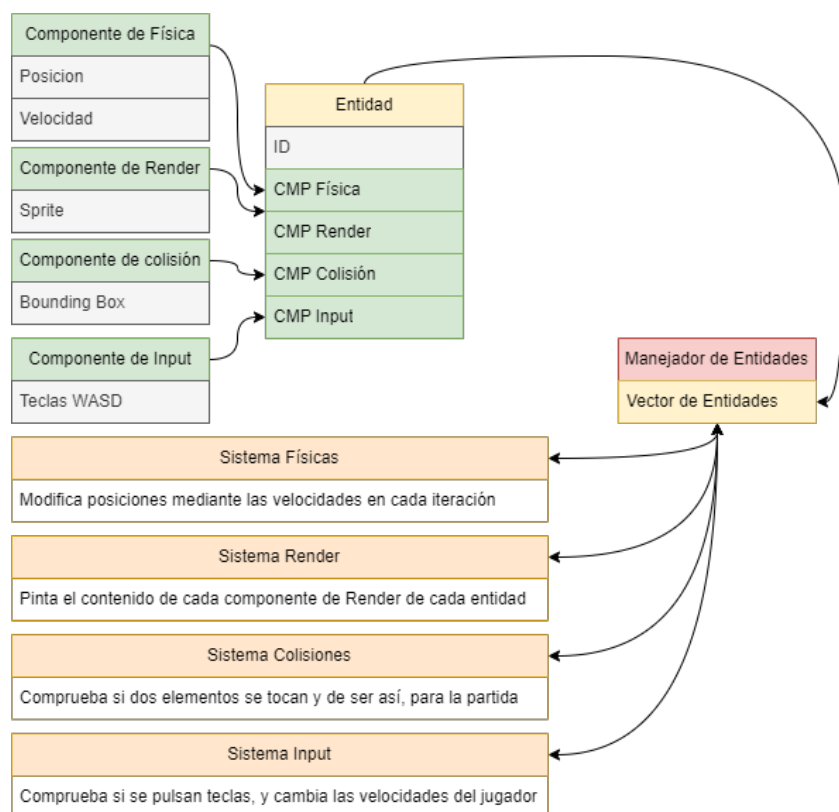 Componente de Física
Posicion
Velocidad
Componente de Render
Sprite
Componente de colisión
Bounding Box
Componente de Input
Teclas WASD
Entidad
ID
CMP Física
CMP Render
CMP Colisión
CMP Input
Manejador de Entidades
Vector de Entidades
Sistema Físicas
Modifica posiciones mediante las velocidades en cada iteración
Sistema Render
Pinta el contenido de cada componente de Render de cada entidad
Sistema Colisiones
Comprueba si dos elementos se tocan y de ser así, para la partida
Sistema Input
Comprueba si se pulsan teclas, y cambia las velocidades del jugador